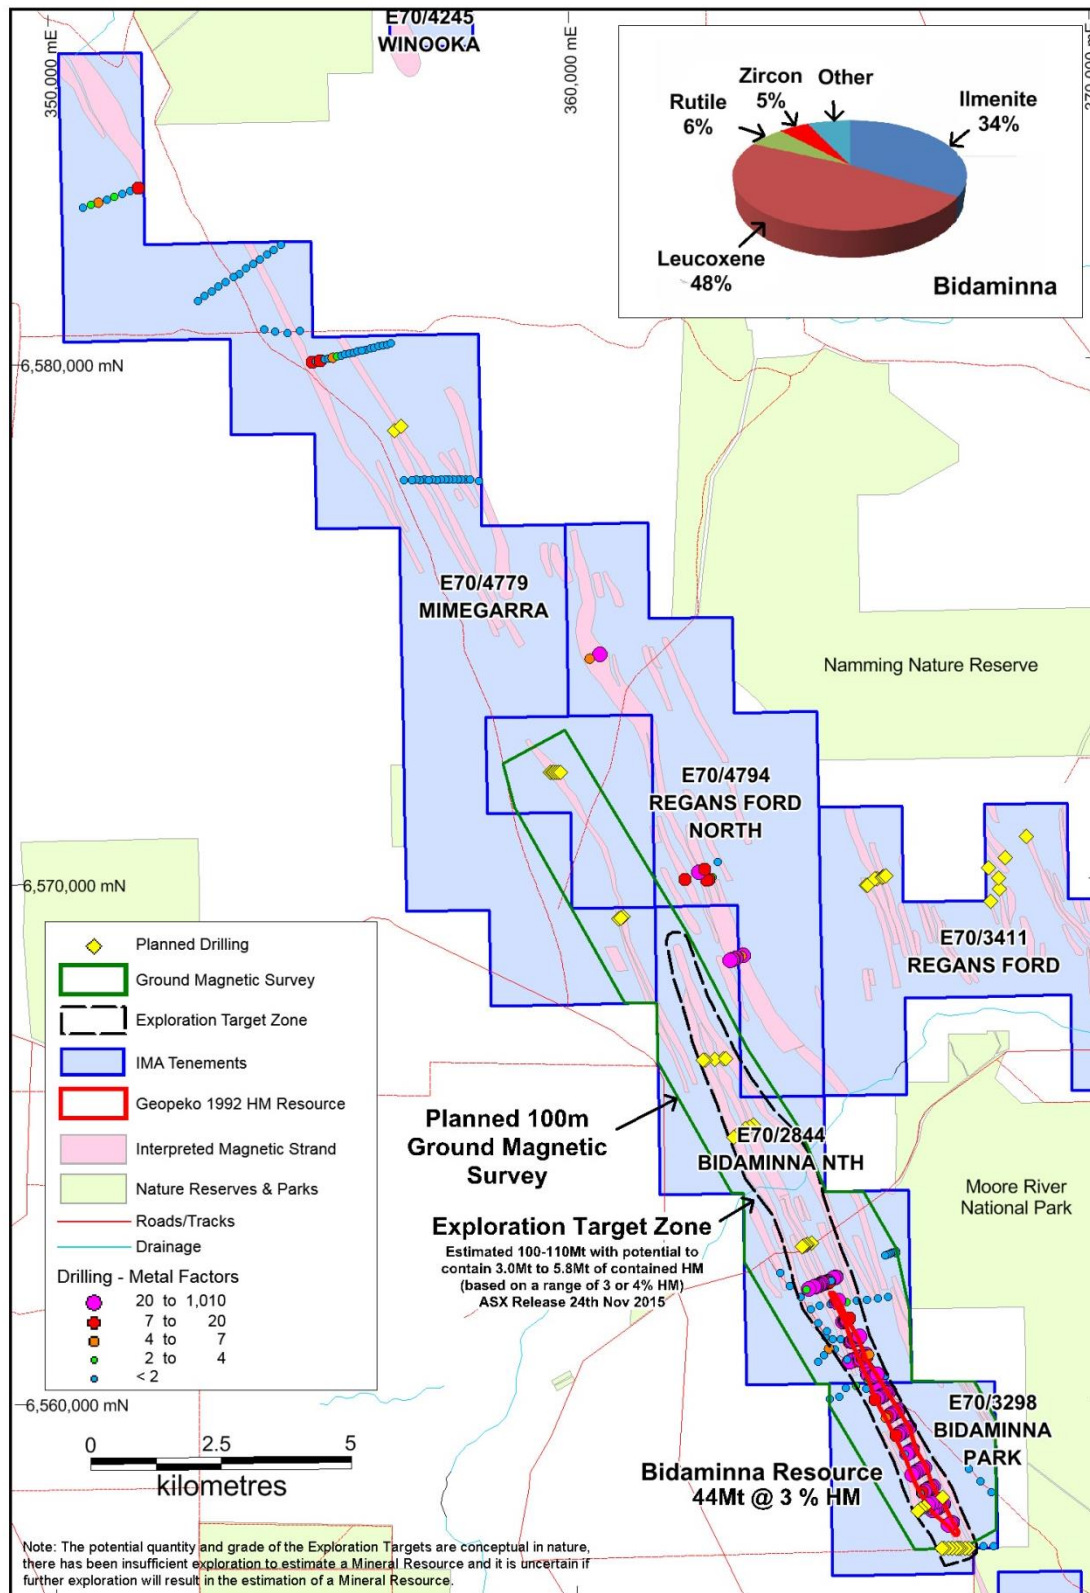 E70/4245
WINOOKA
350,000 mE
360,000 mE
Zircon
5%
Other
Rutile
6%
Ilmenite
34%
Leucoxene
48%
Bidaminna
6,580,000 mN
E70/4779
MIMEGARRA
Namming Nature Reserve
E70/4794
REGANS FORD
NORTH
6,570,000 mN
E70/3411
REGANS FORD
Planned Drilling
Ground Magnetic Survey
Exploration Target Zone
IMA Tenements
Geopeko 1992 HM Resource
Interpreted Magnetic Strand
Nature Reserves & Parks
Roads/Tracks
Drainage
Drilling - Metal Factors
20 to 1,010
7 to 20
4 to 7
2 to 4
< 2
Planned 100m
Ground Magnetic
Survey
E70/2844
BIDAMINNA NTH
Moore River
National Park
Exploration Target Zone
Estimated 100-110Mt with potential to
contain 3.0Mt to 5.8Mt of contained HM
(based on a range of 3 or 4% HM)
ASX Release 24th Nov 2015
6,560,000 mN
E70/3298
BIDAMINNA
PARK
0 2.5 5
kilometres
Bidaminna Resource
44Mt @ 3 % HM
Note: The potential quantity and grade of the Exploration Targets are conceptual in nature,
there has been insufficient exploration to estimate a Mineral Resource and it is uncertain if
further exploration will result in the estimation of a Mineral Resource.